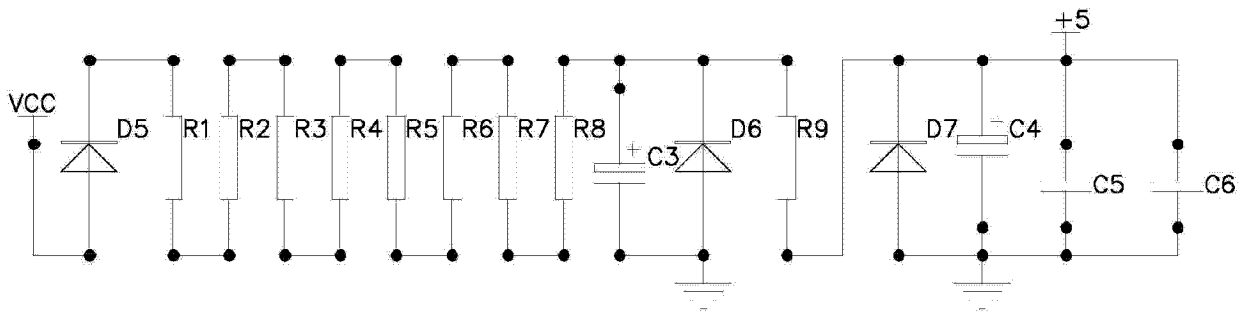 +5
VCC
D5 R1 R2 R3 R4 R5 R6 R7 R8 C3 D6 R9 D7 C4 C5 C6
+ +